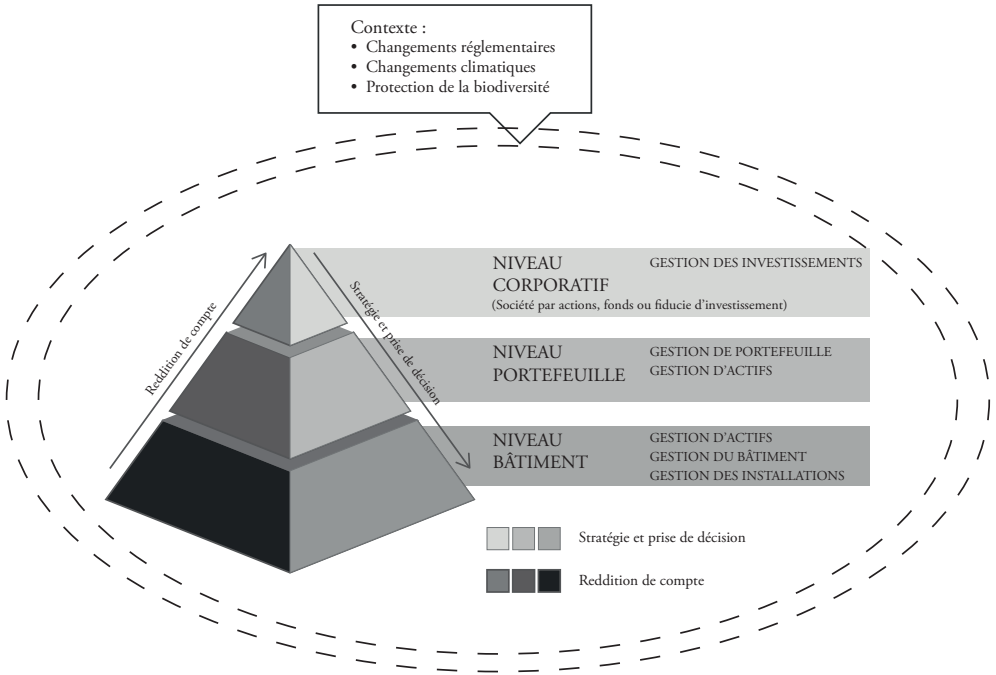 Contexte :
• Changements réglementaires
• Changements climatiques
• Protection de la biodiversité
Reddition de compte
Stratégie et prise de décision
NIVEAU
CORPORATIF
(Société par actions, fonds ou fiducie d’investissement)
GESTION DES INVESTISSEMENTS
NIVEAU
PORTEFEUILLE
GESTION DE PORTEFEUILLE
GESTION D’ACTIFS
NIVEAU
BÂTIMENT
GESTION D’ACTIFS
GESTION DU BÂTIMENT
GESTION DES INSTALLATIONS
Stratégie et prise de décision
Reddition de compte